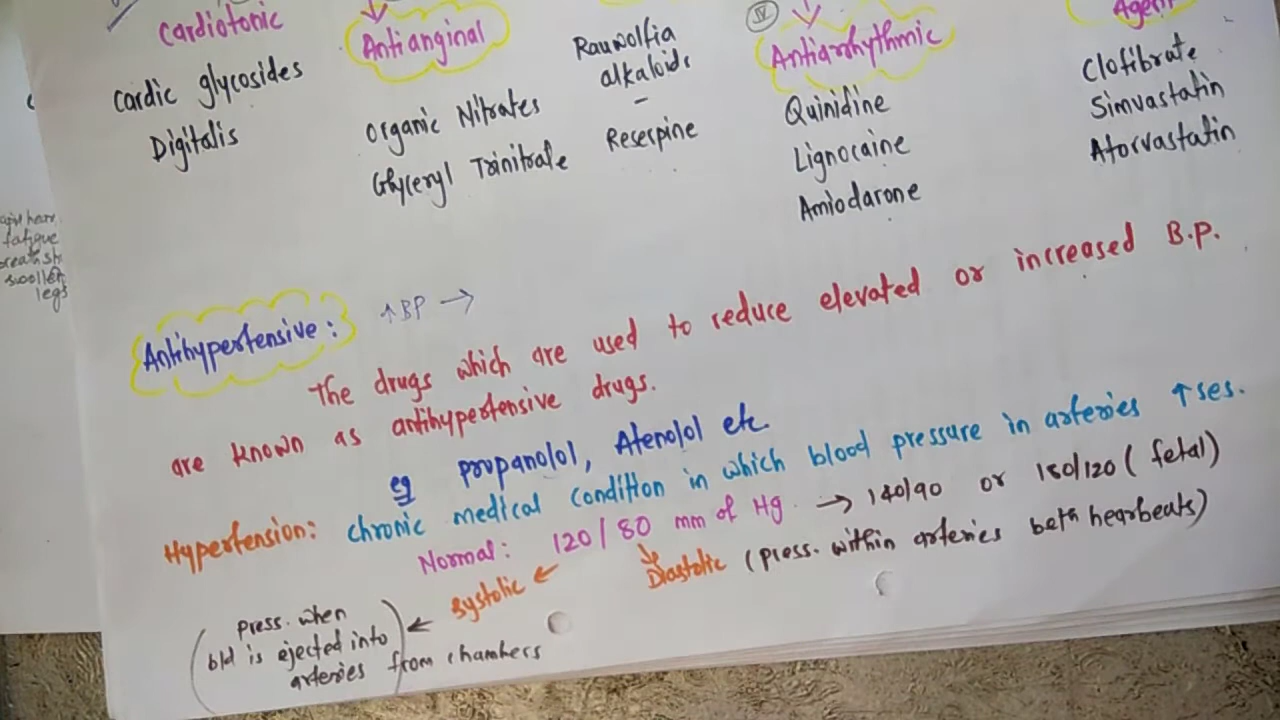 Cardiotonic
Cardic glycosides
Digitalis
Antianginal
Organic Nitrates
Glyceryl Trinitrate
Rauwolfia
alkaloids
-
Reserpine
IV
Antiarrhythmic
Quinidine
Lignocaine
Amiodarone
Agent
Clofibrate
Simvastatin
Atorvastatin
fatigue
swollen
legs
Antihypertensive: ↑BP →
The drugs which are used to reduce elevated or increased B.P.
are known as antihypertensive drugs.
eg propanolol, Atenolol etc.
Hypertension: chronic medical condition in which blood pressure in arteries ↑ses.
Normal: 120/80 mm of Hg. → 140/90 or 180/120 (fetal)
systolic ← Diastolic (press. within arteries betn hearbeats)
(press. when
bld is ejected into
arteries from chambers) ←